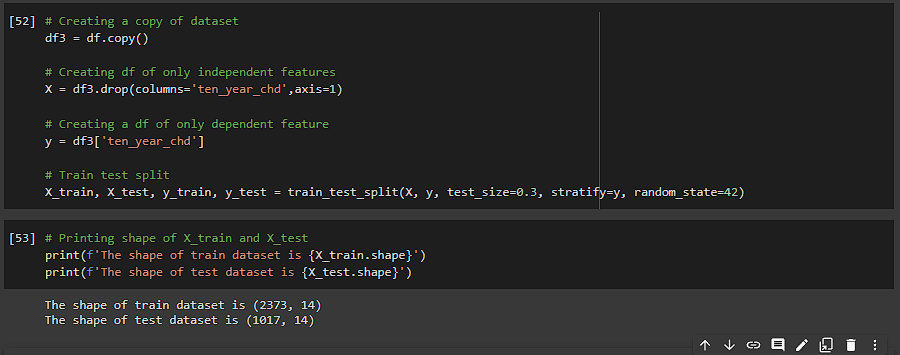 [52] # Creating a copy of dataset
df3 = df.copy()
# Creating df of only independent features
X = df3.drop(columns='ten_year_chd',axis=1)
# Creating a df of only dependent feature
y = df3['ten_year_chd']
# Train test split
X_train, X_test, y_train, y_test = train_test_split(X, y, test_size=0.3, stratify=y, random_state=42)
[53] # Printing shape of X_train and X_test
print(f'The shape of train dataset is {X_train.shape}')
print(f'The shape of test dataset is {X_test.shape}')
The shape of train dataset is (2373, 14)
The shape of test dataset is (1017, 14)